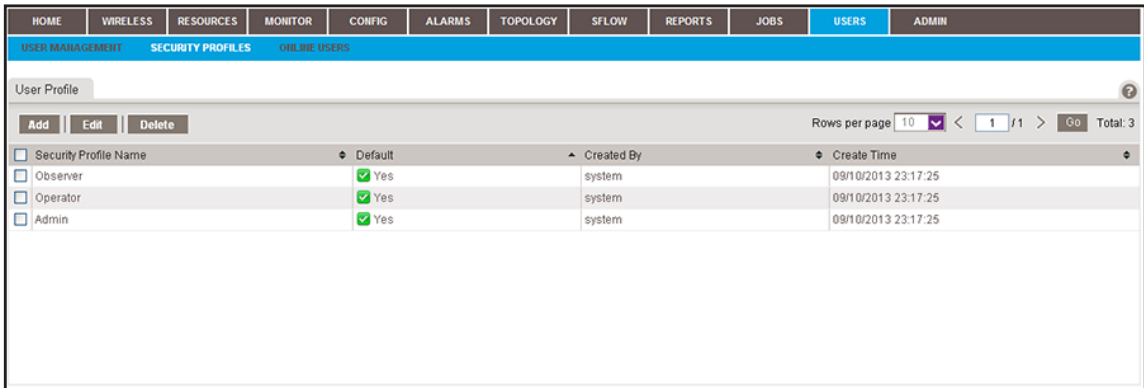 HOME WIRELESS RESOURCES MONITOR CONFIG ALARMS TOPOLOGY SFLOW REPORTS JOBS USERS ADMIN
USER MANAGEMENT SECURITY PROFILES ONLINE USERS
User Profile ?
Add Edit Delete Rows per page 10 < 1 /1 > Go Total: 3
Security Profile Name Default Created By Create Time
Observer Yes system 09/10/2013 23:17:25
Operator Yes system 09/10/2013 23:17:25
Admin Yes system 09/10/2013 23:17:25